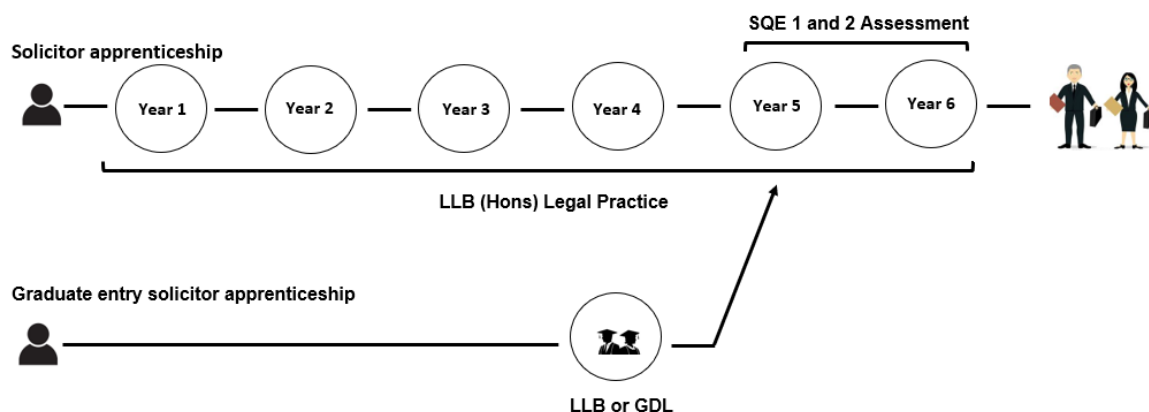 SQE 1 and 2 Assessment
Solicitor apprenticeship
Year 1
Year 2
Year 3
Year 4
Year 5
Year 6
LLB (Hons) Legal Practice
Graduate entry solicitor apprenticeship
LLB or GDL